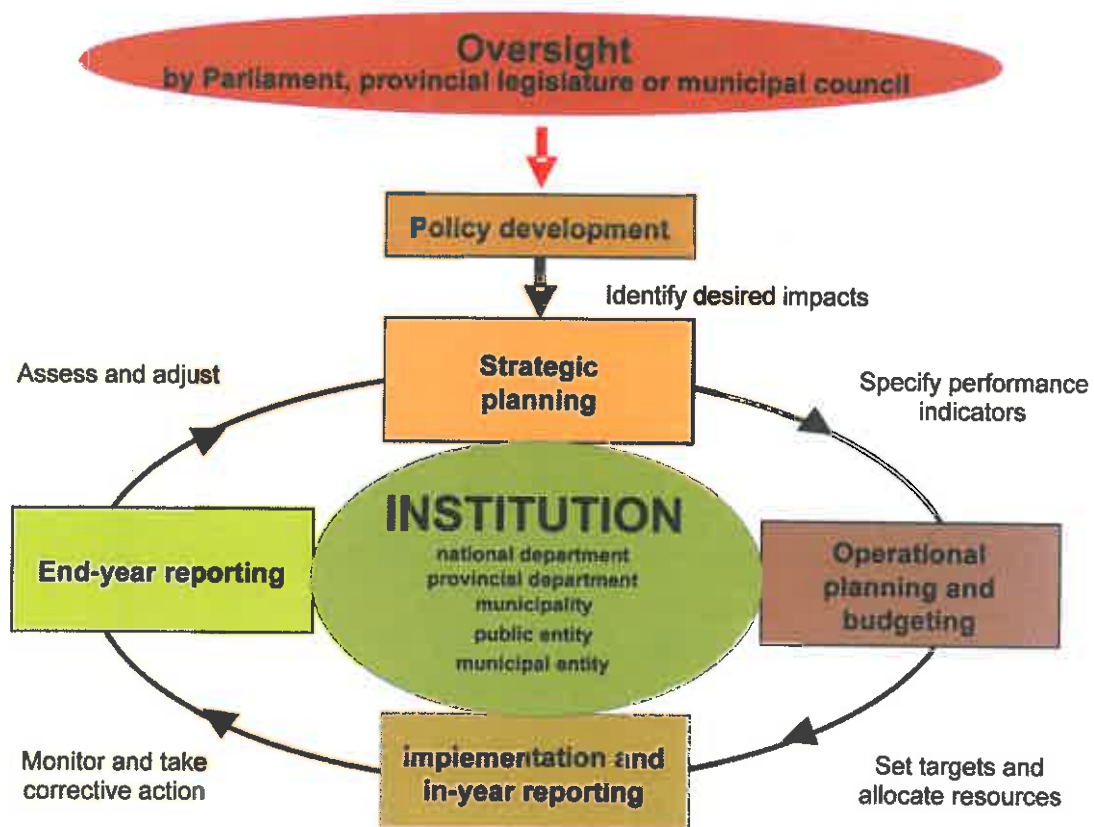 Oversight
by Parliament, provincial legislature or municipal council
Policy development
Identify desired impacts
Strategic
planning
Assess and adjust
Specify performance
indicators
INSTITUTION
national department
provincial department
municipality
public entity
municipal entity
End-year reporting
Operational
planning and
budgeting
implementation and
in-year reporting
Monitor and take
corrective action
Set targets and
allocate resources